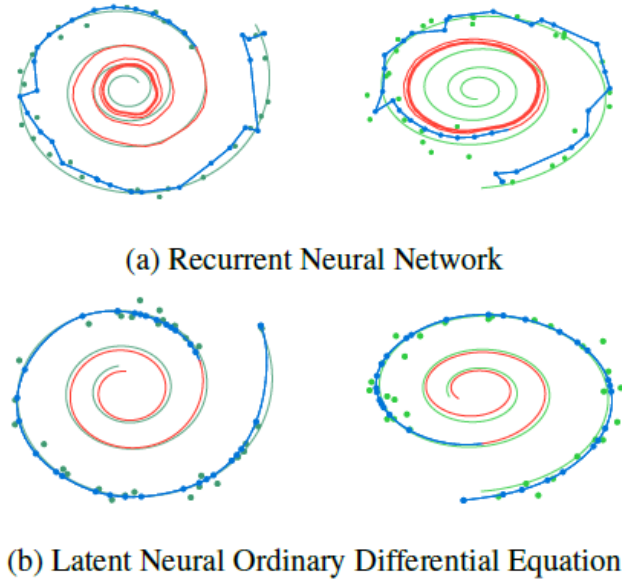 (a) Recurrent Neural Network
(b) Latent Neural Ordinary Differential Equation